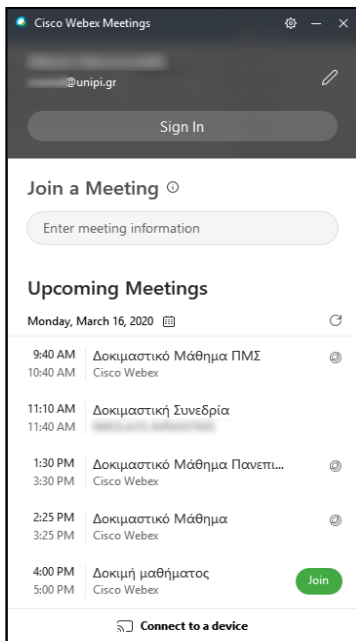 Cisco Webex Meetings
@unipi.gr
Sign In
Join a Meeting
Enter meeting information
Upcoming Meetings
Monday, March 16, 2020
9:40 AM Δοκιμαστικό Μάθημα ΠΜΣ
10:40 AM Cisco Webex
11:10 AM Δοκιμαστική Συνεδρία
11:40 AM
1:30 PM Δοκιμαστικό Μάθημα Πανεπι...
3:30 PM Cisco Webex
2:25 PM Δοκιμαστικό Μάθημα
3:25 PM Cisco Webex
4:00 PM Δοκιμή μαθήματος Join
5:00 PM Cisco Webex
Connect to a device